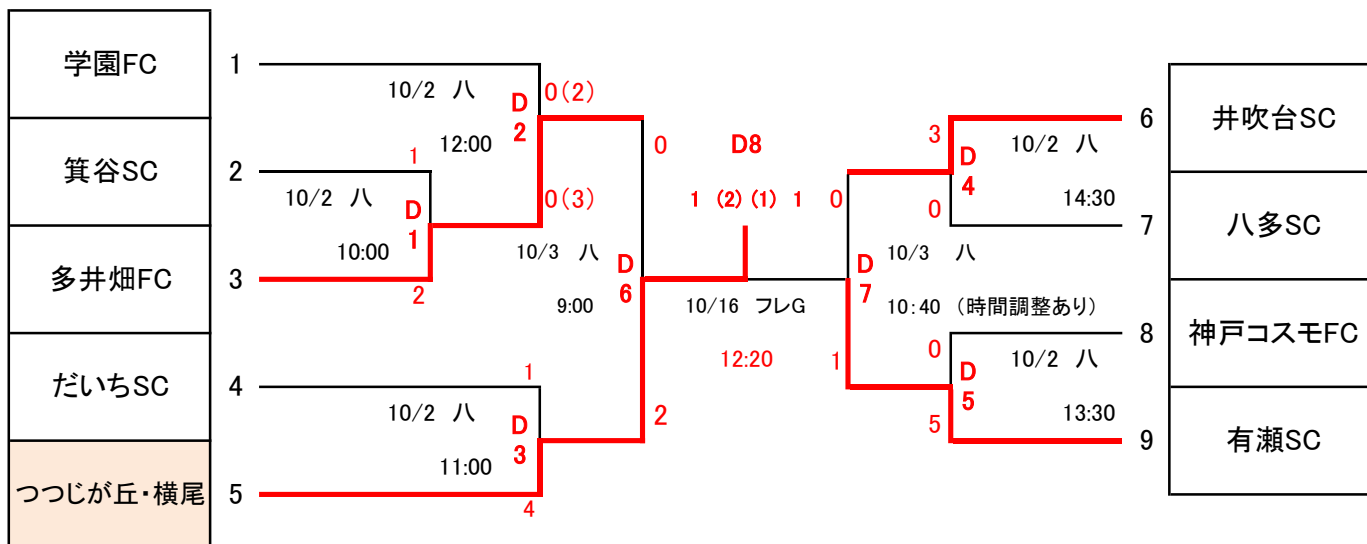 学園FC
箕谷SC
多井畑FC
だいちSC
つつじが丘・横尾
1
2
3
4
5
10/2 八
D
2
12:00
0(2)
0(3)
1
10/2 八
D
1
10:00
2
10/3 八
D
6
9:00
0
2
1
10/2 八
D
3
11:00
4
D8
1 (2) (1) 1
10/16 フレG
12:20
0
10/3 八
D
7
10:40 (時間調整あり)
1
3
10/2 八
D
4
14:30
0
0
10/2 八
D
5
13:30
5
6
7
8
9
井吹台SC
八多SC
神戸コスモFC
有瀬SC